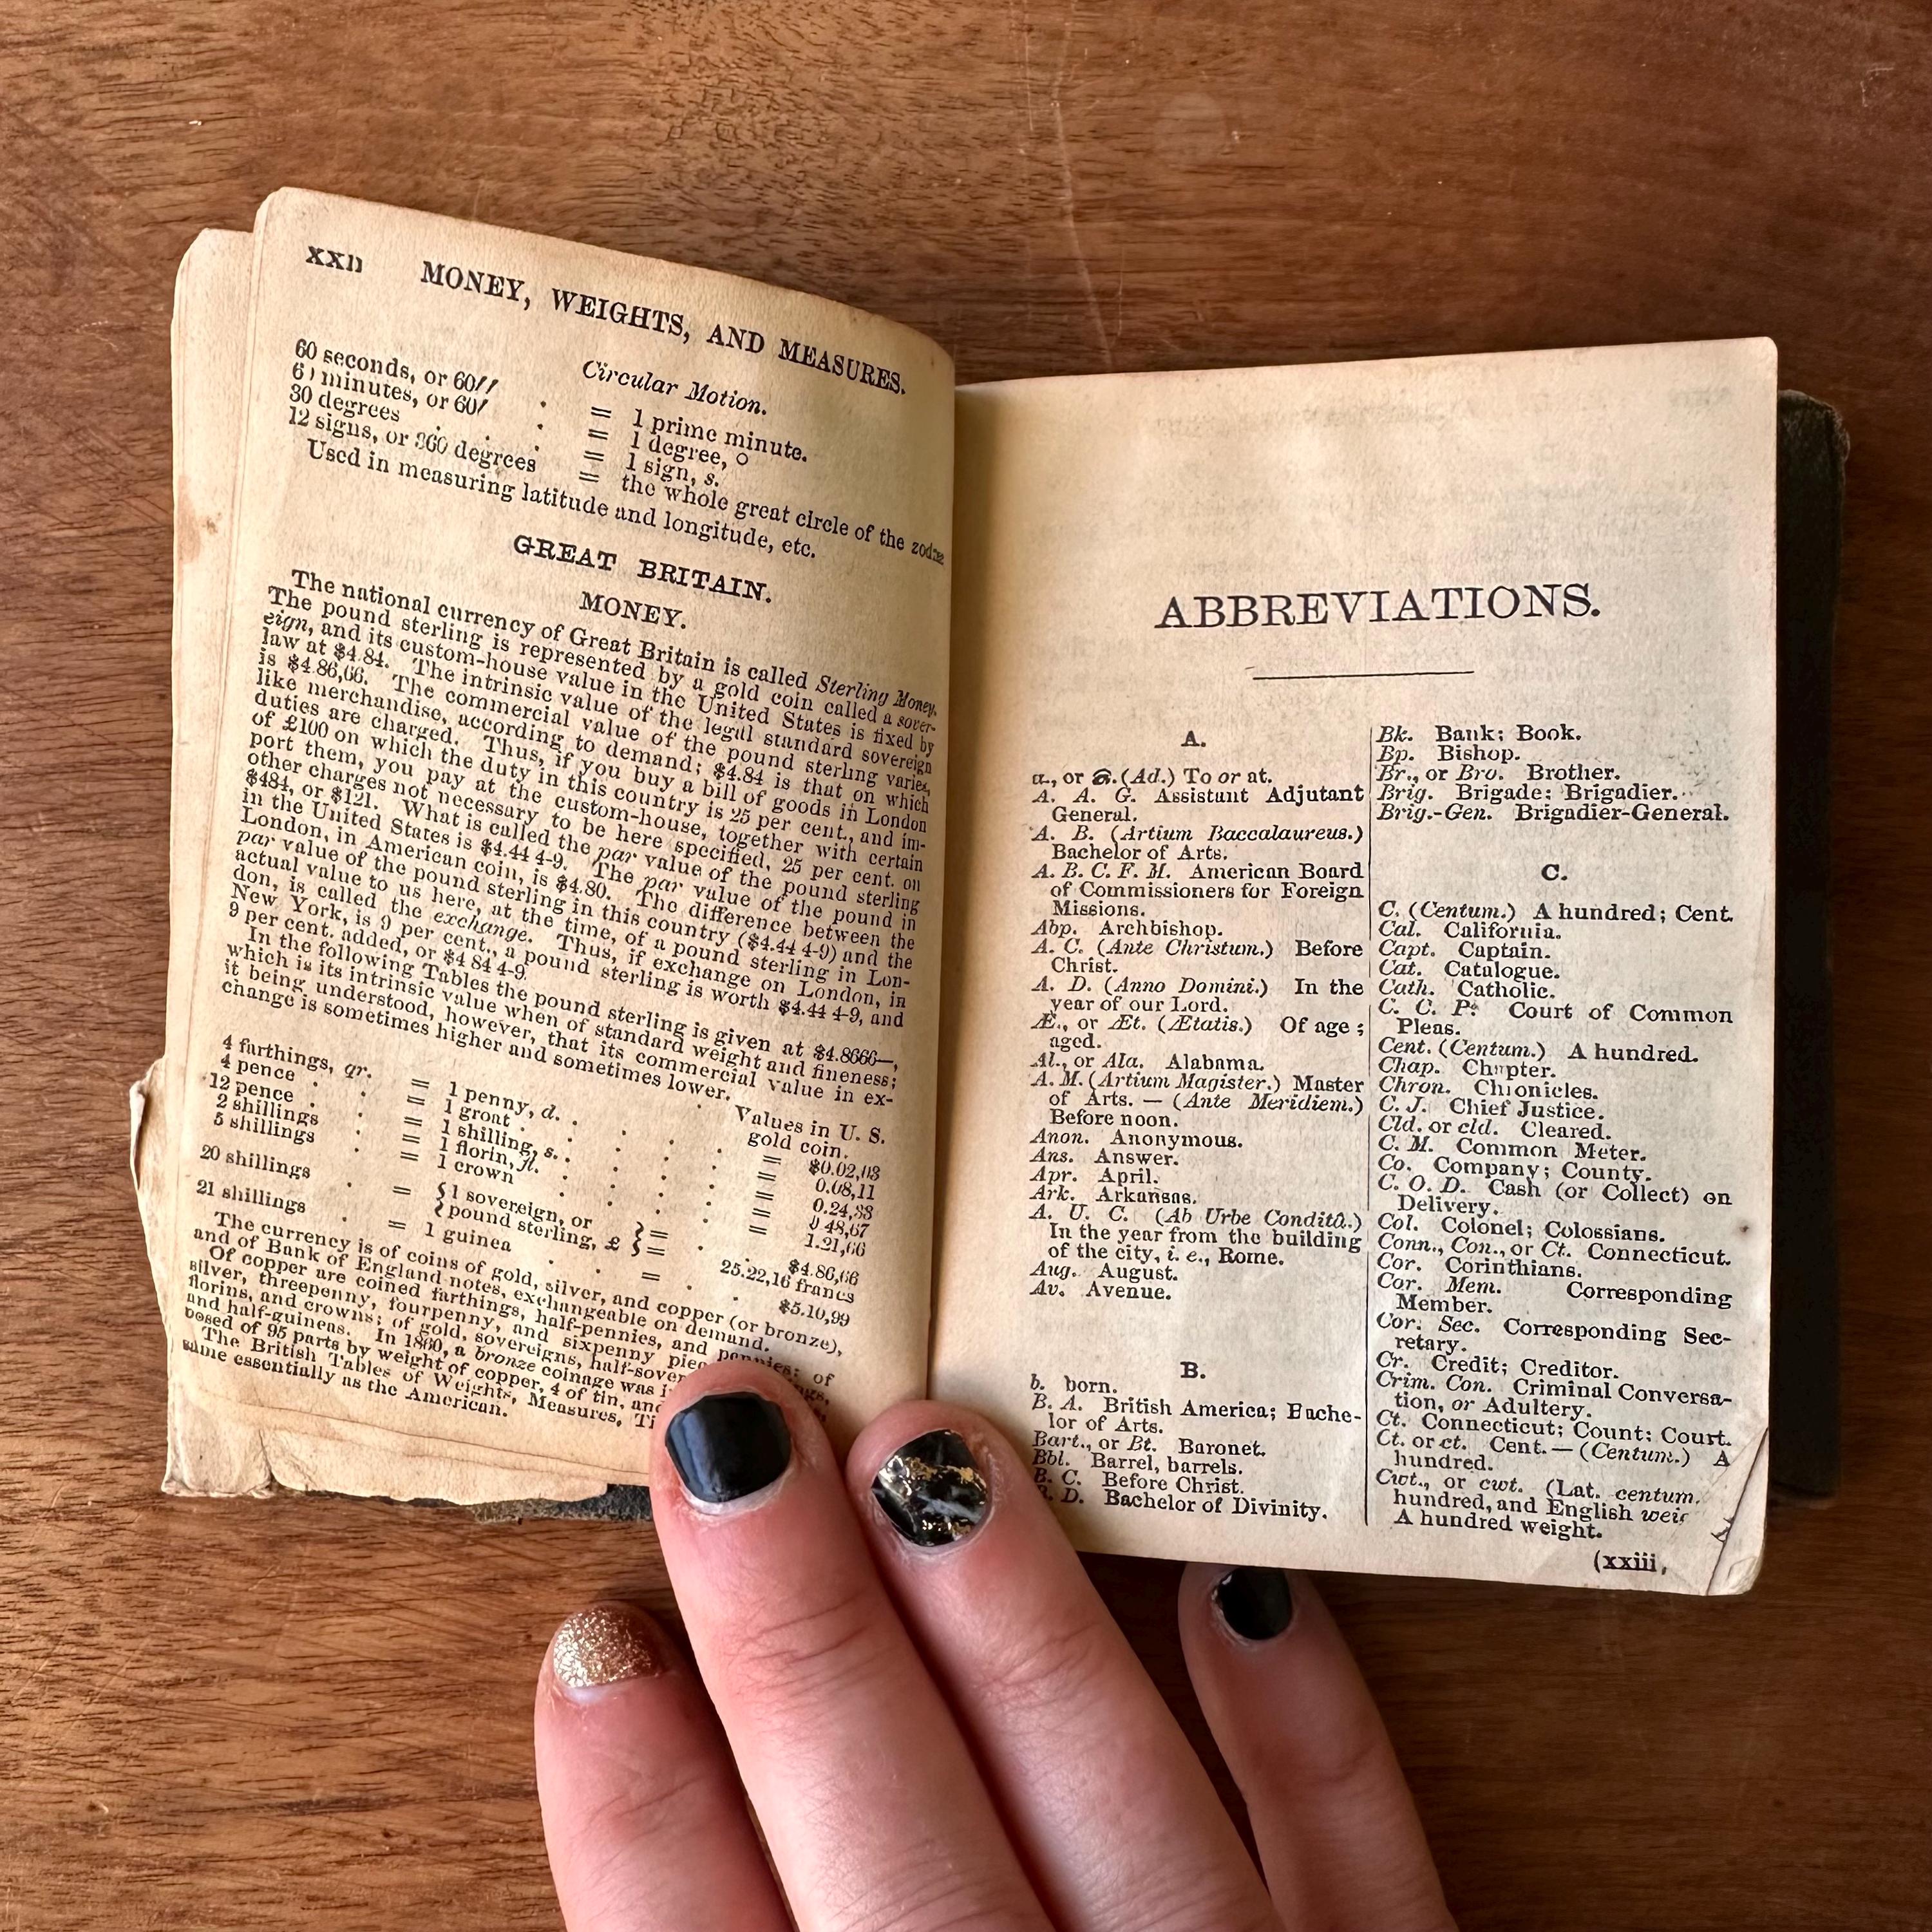 xxii MONEY, WEIGHTS, AND MEASURES.
Circular Motion.
60 seconds, or 60′′ . = 1 prime minute.
60 minutes, or 60′ . = 1 degree, °
30 degrees . . . = 1 sign, s.
12 signs, or 360 degrees = the whole great circle of the
Used in measuring latitude and longitude, etc.
GREAT BRITAIN.
MONEY.
The national currency of Great Britain is called Sterling Money.
The pound sterling is represented by a gold coin called a sover-
eign, and its custom-house value in the United States is fixed by
law at $4.84. The intrinsic value of the legal standard sovereign
is $4.86,66. The commercial value of the pound sterling varies,
like merchandise, according to demand; $4.84 is that on which
duties are charged. Thus, if you buy a bill of goods in London
of £100 on which the duty in this country is 25 per cent., and im-
port them, you pay at the custom-house, together with certain
other charges not necessary to be here specified, 25 per cent. on
$484, or $121. What is called the par value of the pound sterling
in the United States is $4.44 4-9. The par value of the pound in
London, in American coin, is $4.80. The difference between the
par value of the pound sterling in this country ($4.44 4-9) and the
actual value to us here, at the time, of a pound sterling in Lon-
don, is called the exchange. Thus, if exchange on London, in
New York, is 9 per cent., a pound sterling is worth $4.44 4-9, and
9 per cent. added, or $4 84 4-9.
In the following Tables the pound sterling is given at $4.8666—,
which is its intrinsic value when of standard weight and fineness;
it being understood, however, that its commercial value in ex-
change is sometimes higher and sometimes lower.
Values in U. S.
gold coin.
4 farthings, qr. = 1 penny, d. . . . = $0.02,03
4 pence . . = 1 groat . . . . = 0.08,11
12 pence . . = 1 shilling, s. . . . = 0.24,33
2 shillings . = 1 florin, fl. . . . = 0 48,67
5 shillings . = 1 crown . . . = 1.21,66
20 shillings . = { 1 sovereign, or } = . $4.86,66
{ pound sterling, £ } = . 25.22,16 francs
21 shillings . = 1 guinea . . = . $5.10,99
The currency is of coins of gold, silver, and copper (or bronze),
and of Bank of England notes, exchangeable on demand.
Of copper are coined farthings, half-pennies, and pennies; of
silver, threepenny, fourpenny, and sixpenny
florins, and crowns; of gold, sovereigns,
and half-guineas. In 1860, a bronze coinage was
posed of 95 parts by weight of copper, 4 of tin, and
The British Tables of Weights, Measures,
same essentially as the American.
ABBREVIATIONS.
A.
a., or (Ad.) To or at.
A. A. G. Assistant Adjutant
General.
A. B. (Artium Baccalaureus.)
Bachelor of Arts.
A. B. C. F. M. American Board
of Commissioners for Foreign
Missions.
Abp. Archbishop.
A. C. (Ante Christum.) Before
Christ.
A. D. (Anno Domini.) In the
year of our Lord.
Æ., or Æt. (Ætatis.) Of age;
aged.
Al., or Ala. Alabama.
A. M. (Artium Magister.) Master
of Arts. — (Ante Meridiem.)
Before noon.
Anon. Anonymous.
Ans. Answer.
Apr. April.
Ark. Arkansas.
A. U. C. (Ab Urbe Conditâ.)
In the year from the building
of the city, i. e., Rome.
Aug. August.
Av. Avenue.
B.
b. born.
B. A. British America; Bache-
lor of Arts.
Bart., or Bt. Baronet.
Bbl. Barrel, barrels.
B. C. Before Christ.
B. D. Bachelor of Divinity.
Bk. Bank; Book.
Bp. Bishop.
Br., or Bro. Brother.
Brig. Brigade; Brigadier.
Brig.-Gen. Brigadier-General.
C.
C. (Centum.) A hundred; Cent.
Cal. California.
Capt. Captain.
Cat. Catalogue.
Cath. Catholic.
C. C. P. Court of Common
Pleas.
Cent. (Centum.) A hundred.
Chap. Chapter.
Chron. Chronicles.
C. J. Chief Justice.
Cld. or cld. Cleared.
C. M. Common Meter.
Co. Company; County.
C. O. D. Cash (or Collect) on
Delivery.
Col. Colonel; Colossians.
Conn., Con., or Ct. Connecticut.
Cor. Corinthians.
Cor. Mem. Corresponding
Member.
Cor. Sec. Corresponding Sec-
retary.
Cr. Credit; Creditor.
Crim. Con. Criminal Conversa-
tion, or Adultery.
Ct. Connecticut; Count; Court.
Ct. or ct. Cent. — (Centum.) A
hundred.
Cwt., or cwt. (Lat. centum,
hundred, and English
A hundred weight.
(xxiii,